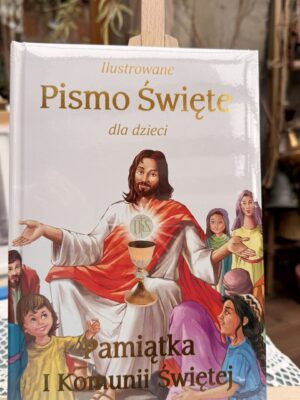 Ilustrowane
Pismo Święte
dla dzieci
IHS
Pamiątka
I Komunii Świętej